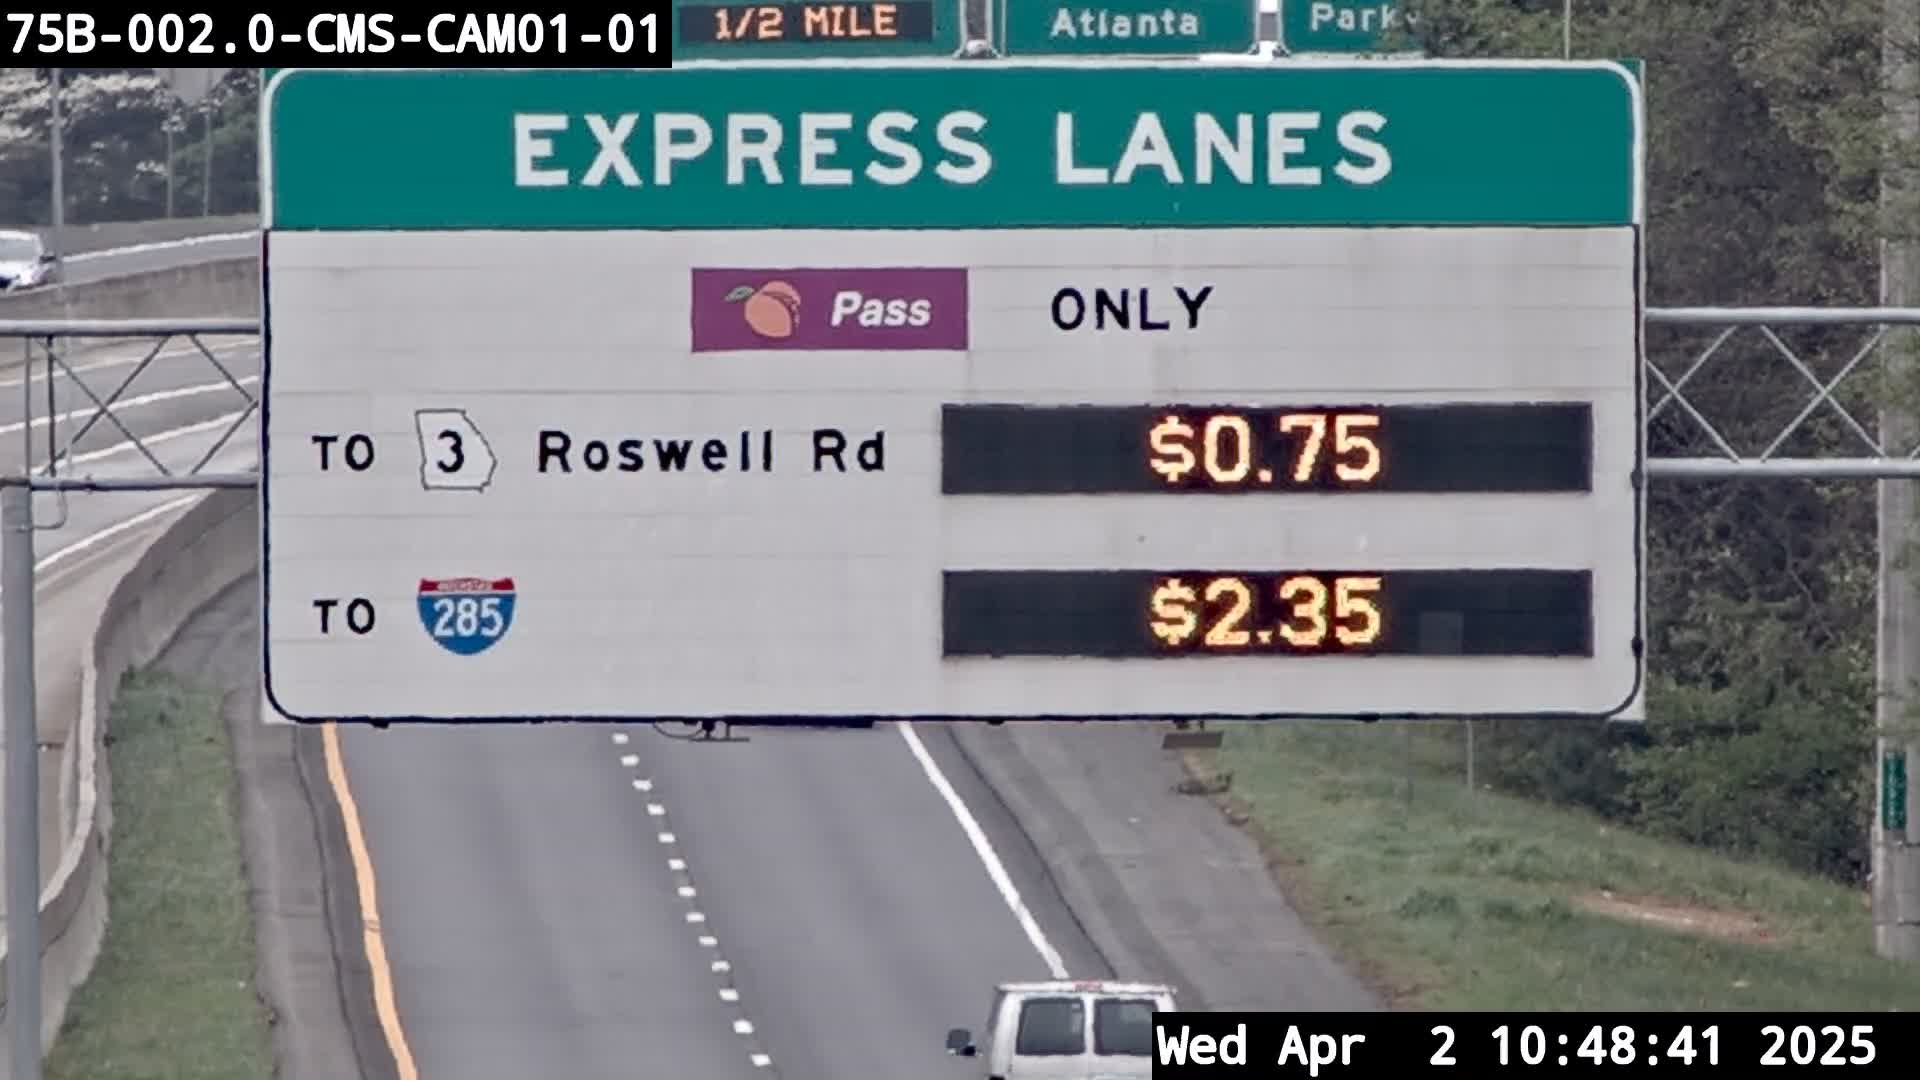 75B-002.0-CMS-CAM01-01
1/2 MILE
Atlanta
Park
EXPRESS LANES
Pass ONLY
TO 3 Roswell Rd $0.75
TO 285 $2.35
Wed Apr 2 10:48:41 2025